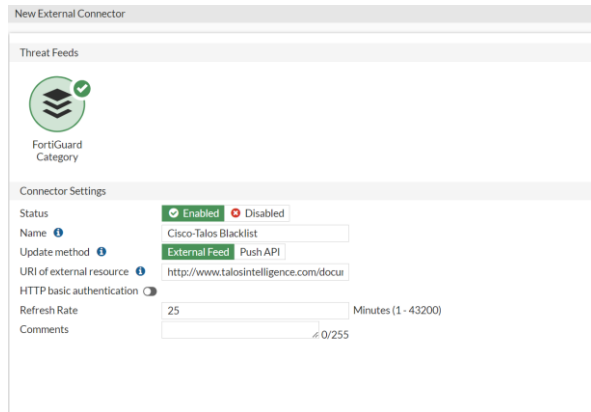 New External Connector
Threat Feeds
FortiGuard
Category
Connector Settings
Status Enabled Disabled
Name Cisco-Talos Blacklist
Update method External Feed Push API
URI of external resource http://www.talosintelligence.com/docur
HTTP basic authentication
Refresh Rate 25 Minutes (1 - 43200)
Comments 0/255